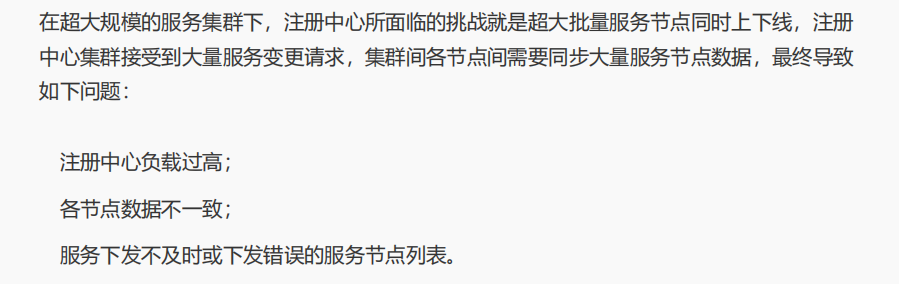 在超大规模的服务集群下，注册中心所面临的挑战就是超大批量服务节点同时上下线，注册
中心集群接受到大量服务变更请求，集群间各节点间需要同步大量服务节点数据，最终导致
如下问题：
注册中心负载过高；
各节点数据不一致；
服务下发不及时或下发错误的服务节点列表。